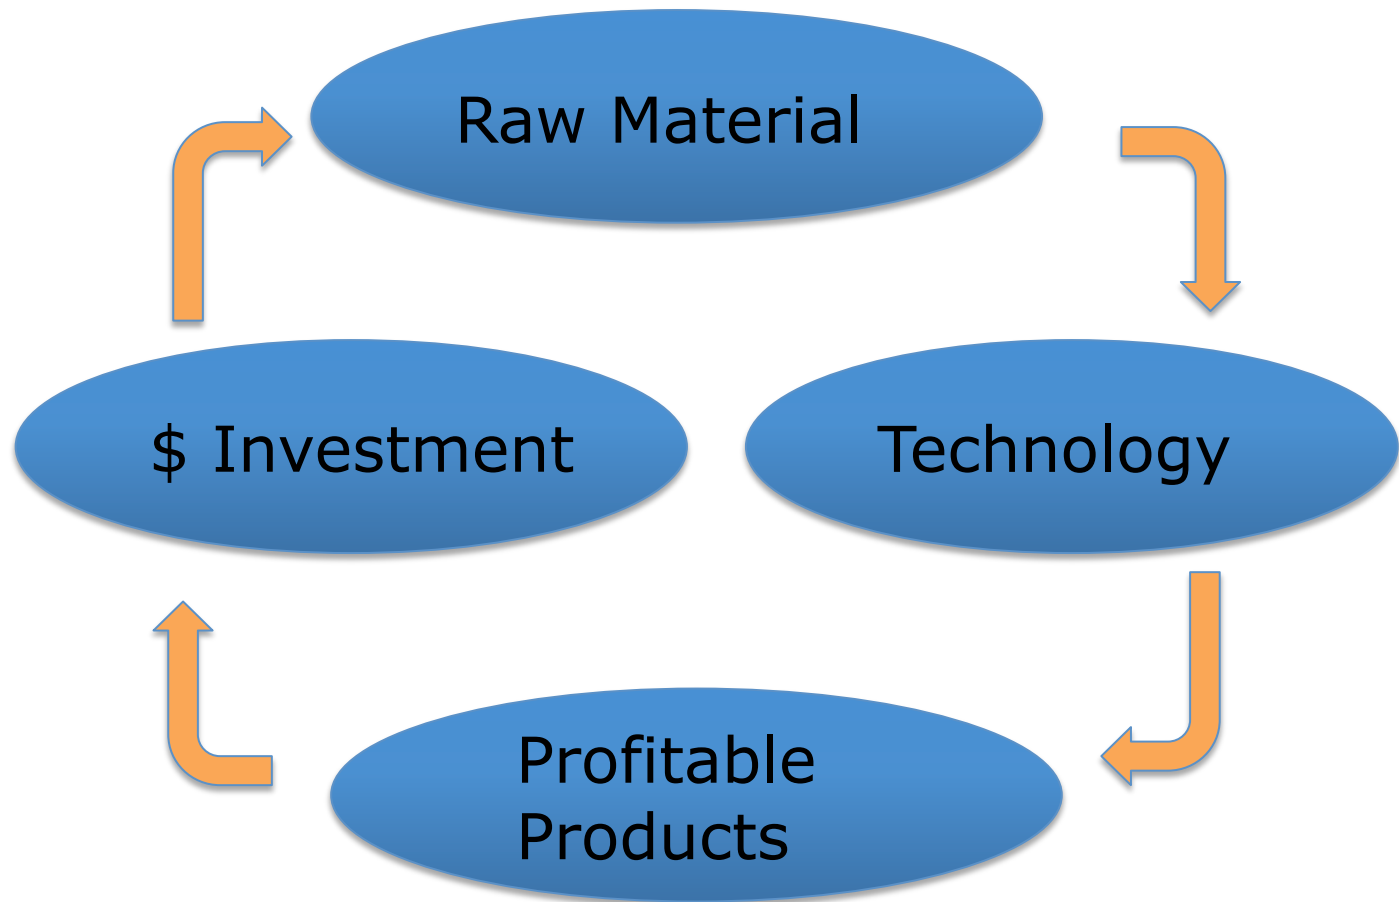 Raw Material
$ Investment
Technology
Profitable
Products